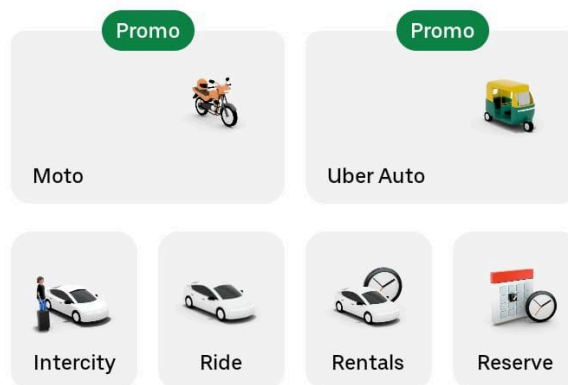 Promo
Promo
Moto
Uber Auto
Intercity
Ride
Rentals
Reserve